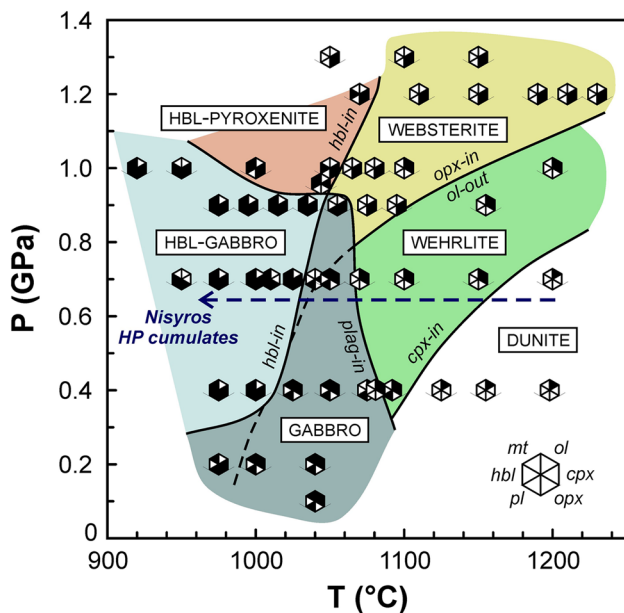 1.4
1.2
1.0
0.8
0.6
0.4
0.2
0
P (GPa)
HBL-PYROXENITE
hbl-in
WEBSTERITE
opx-in
ol-out
HBL-GABBRO
WEHRLITE
Nisyros
HP cumulates
hbl-in
plag-in
cpx-in
DUNITE
GABBRO
mt ol
hbl cpx
pl opx
900 1000 1100 1200
T (°C)